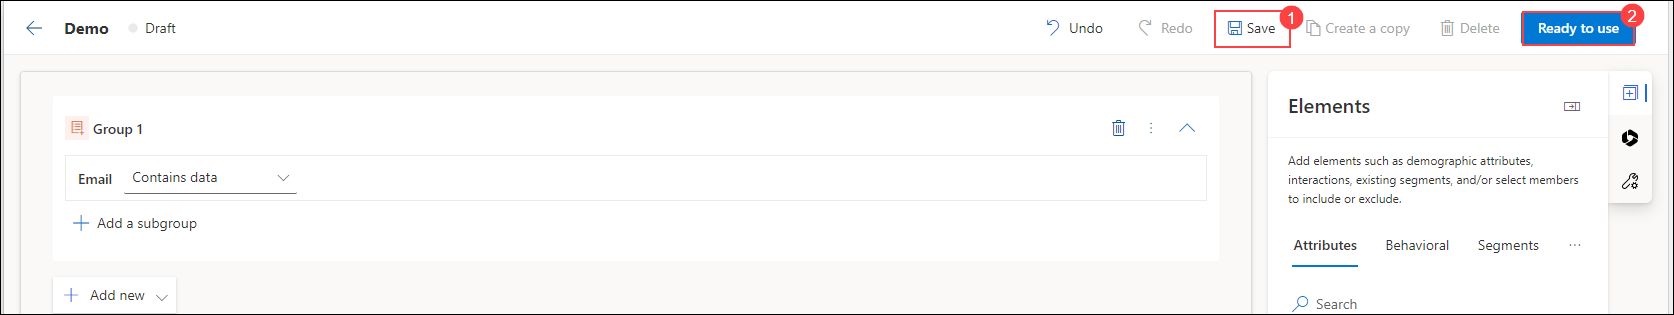 Demo Draft Undo Redo Save 1 Create a copy Delete Ready to use 2
Group 1
Email Contains data
Add a subgroup
Add new
Elements
Add elements such as demographic attributes,
interactions, existing segments, and/or select members
to include or exclude.
Attributes Behavioral Segments ...
Search